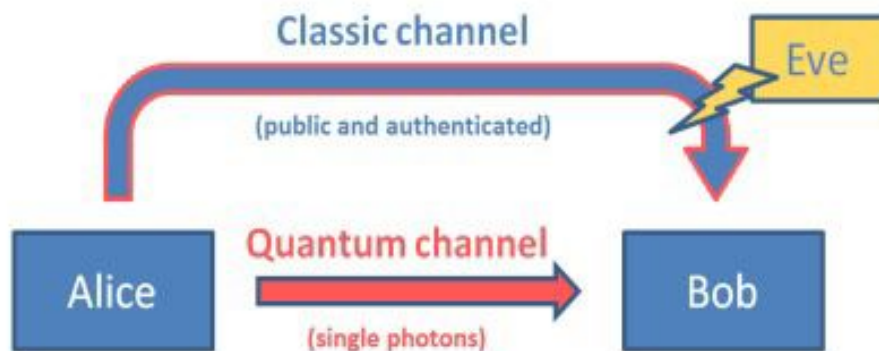 Classic channel
Eve
(public and authenticated)
Quantum channel
Alice
Bob
(single photons)